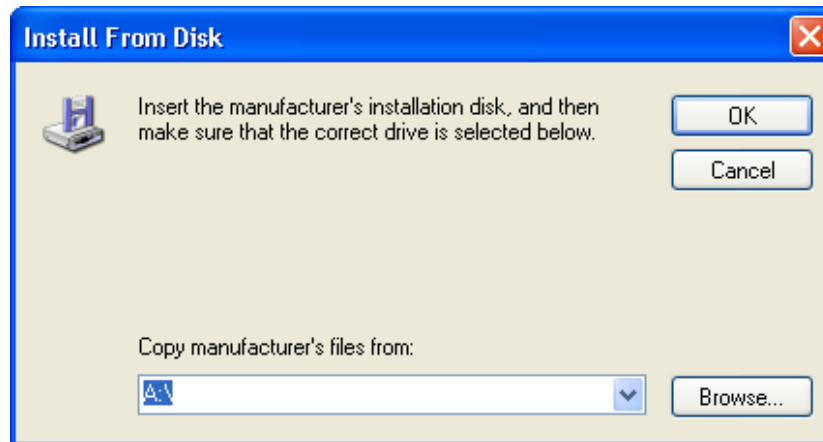 Install From Disk
Insert the manufacturer's installation disk, and then
make sure that the correct drive is selected below.
OK
Cancel
Copy manufacturer's files from:
A:\
Browse...